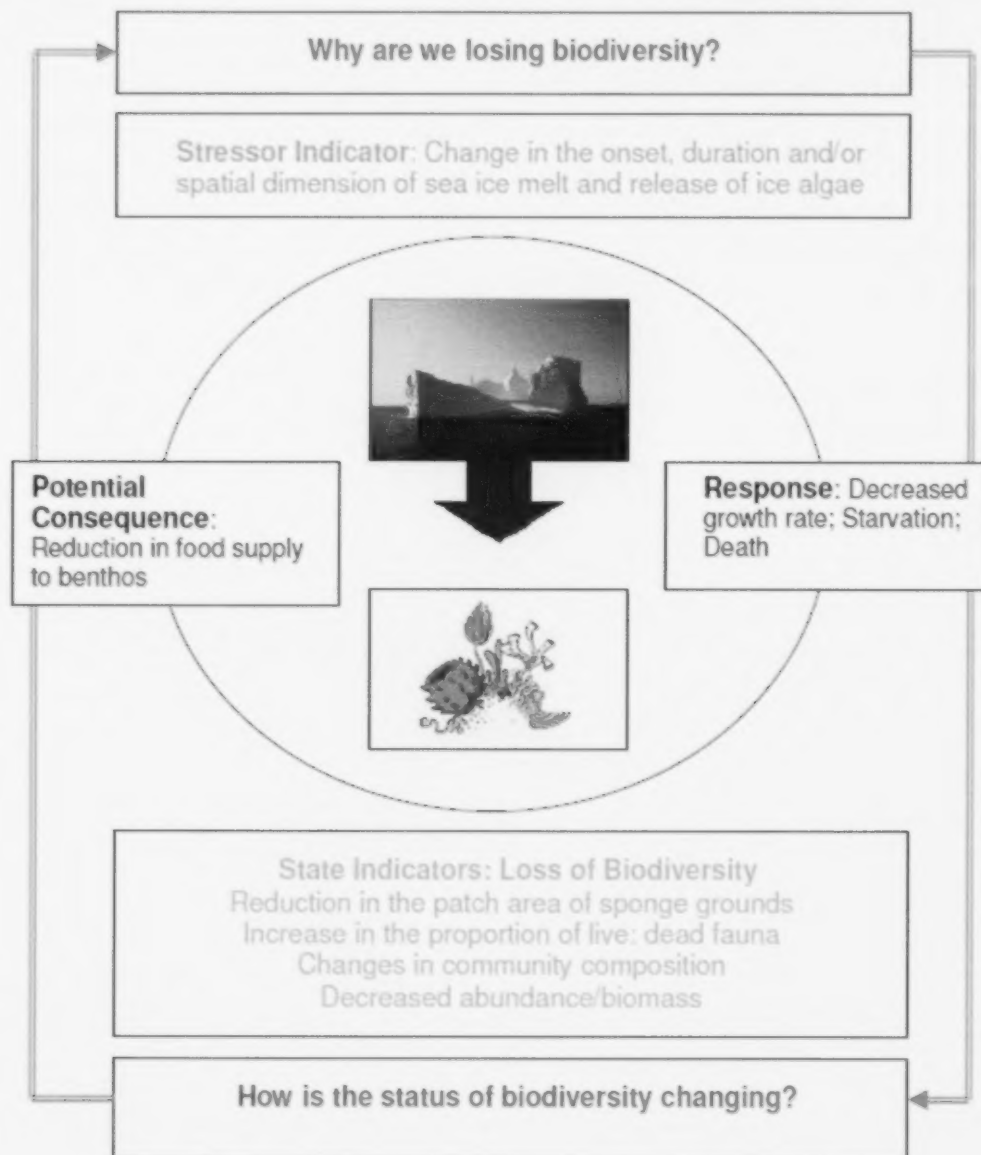 Why are we losing biodiversity?
Stressor Indicator: Change in the onset, duration and/or
spatial dimension of sea ice melt and release of ice algae
Potential
Consequence:
Reduction in food supply
to benthos
Response: Decreased
growth rate; Starvation;
Death
State Indicators: Loss of Biodiversity
Reduction in the patch area of sponge grounds
Increase in the proportion of live: dead fauna
Changes in community composition
Decreased abundance/biomass
How is the status of biodiversity changing?